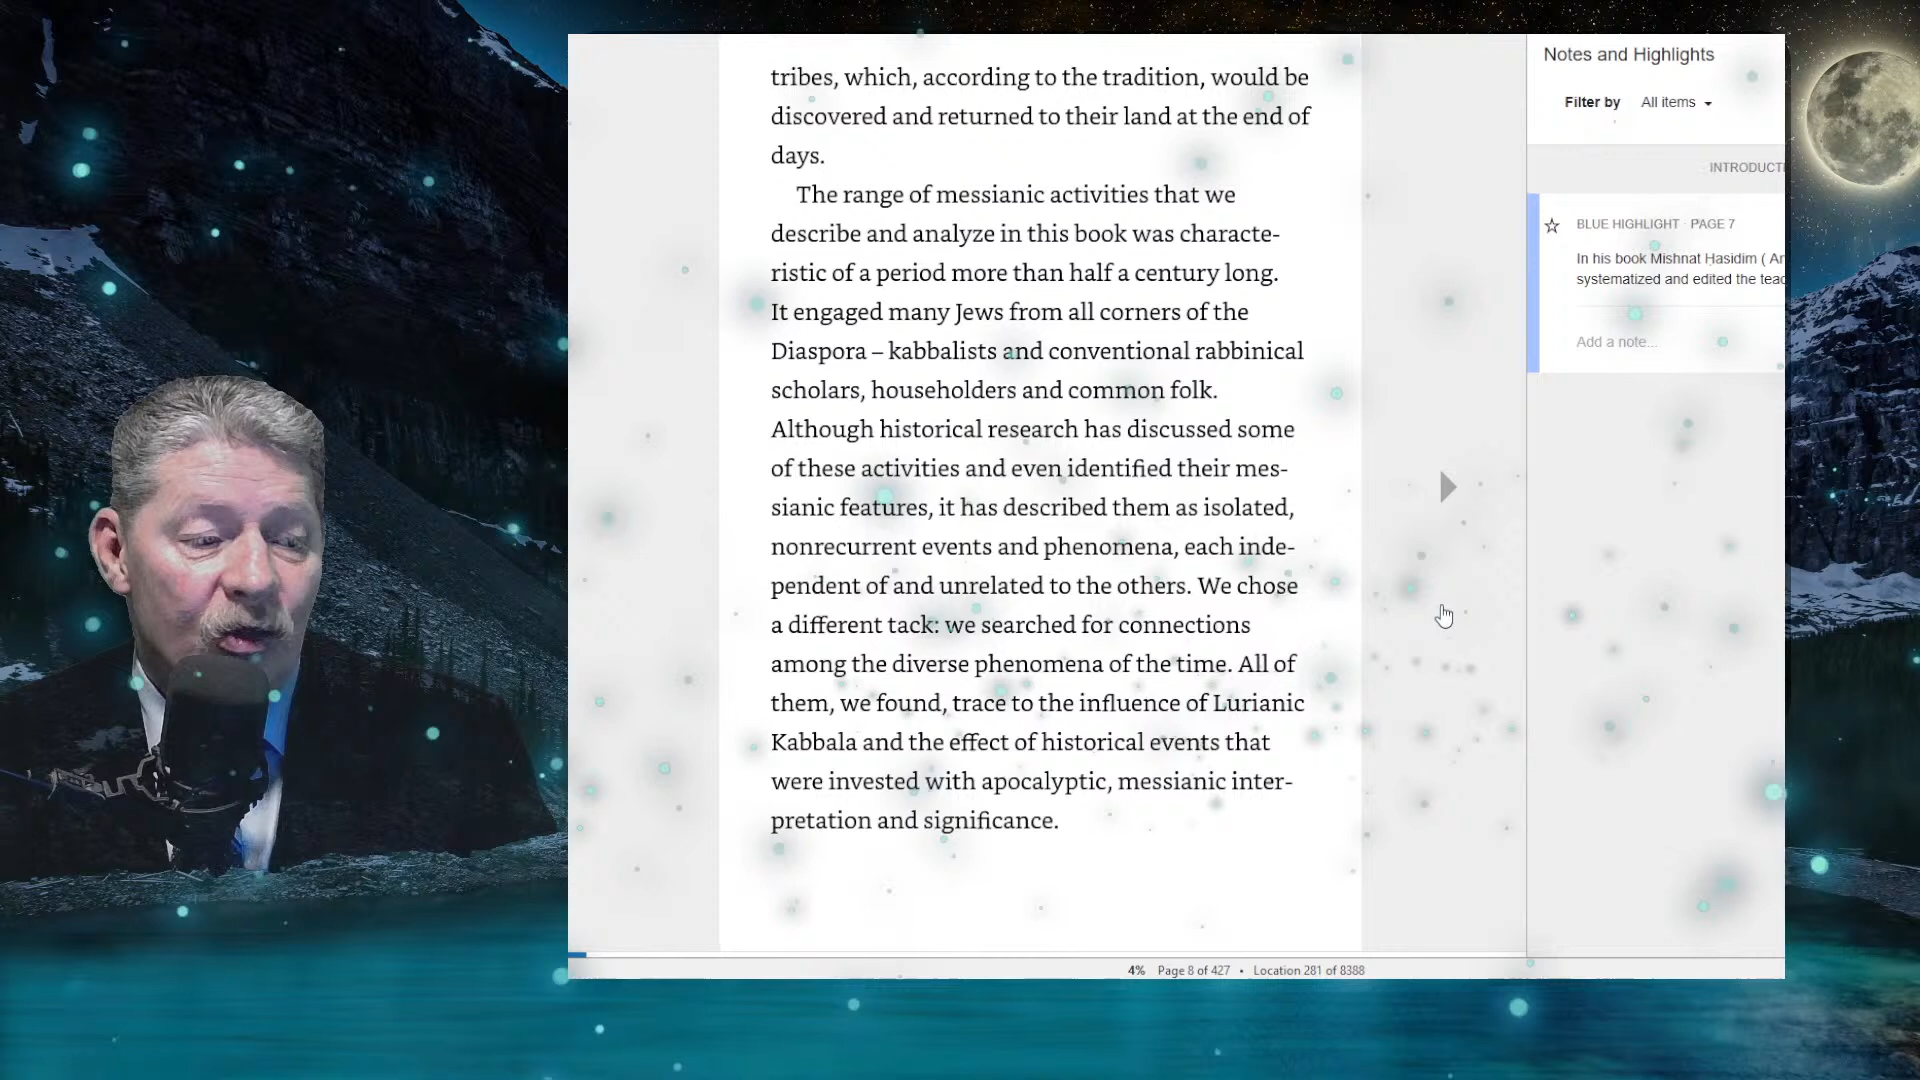 tribes, which, according to the tradition, would be
discovered and returned to their land at the end of
days.
The range of messianic activities that we
describe and analyze in this book was characte-
ristic of a period more than half a century long.
It engaged many Jews from all corners of the
Diaspora – kabbalists and conventional rabbinical
scholars, householders and common folk.
Although historical research has discussed some
of these activities and even identified their mes-
sianic features, it has described them as isolated,
nonrecurrent events and phenomena, each inde-
pendent of and unrelated to the others. We chose
a different tack: we searched for connections
among the diverse phenomena of the time. All of
them, we found, trace to the influence of Lurianic
Kabbala and the effect of historical events that
were invested with apocalyptic, messianic inter-
pretation and significance.
4% Page 8 of 427 • Location 281 of 8388
Notes and Highlights
Filter by All items
INTRODUCTI
BLUE HIGHLIGHT · PAGE 7
In his book Mishnat Hasidim ( Am
systematized and edited the teac
Add a note...